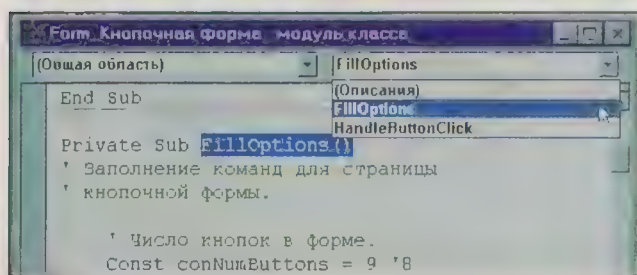 Form_Кнопочная форма модуль класса
(Общая область) FillOptions
End Sub
(Описания)
FillOptions
HandleButtonClick
Private Sub FillOptions()
' Заполнение команд для страницы
' кнопочной формы.
' Число кнопок в форме.
Const conNumButtons = 9 '8